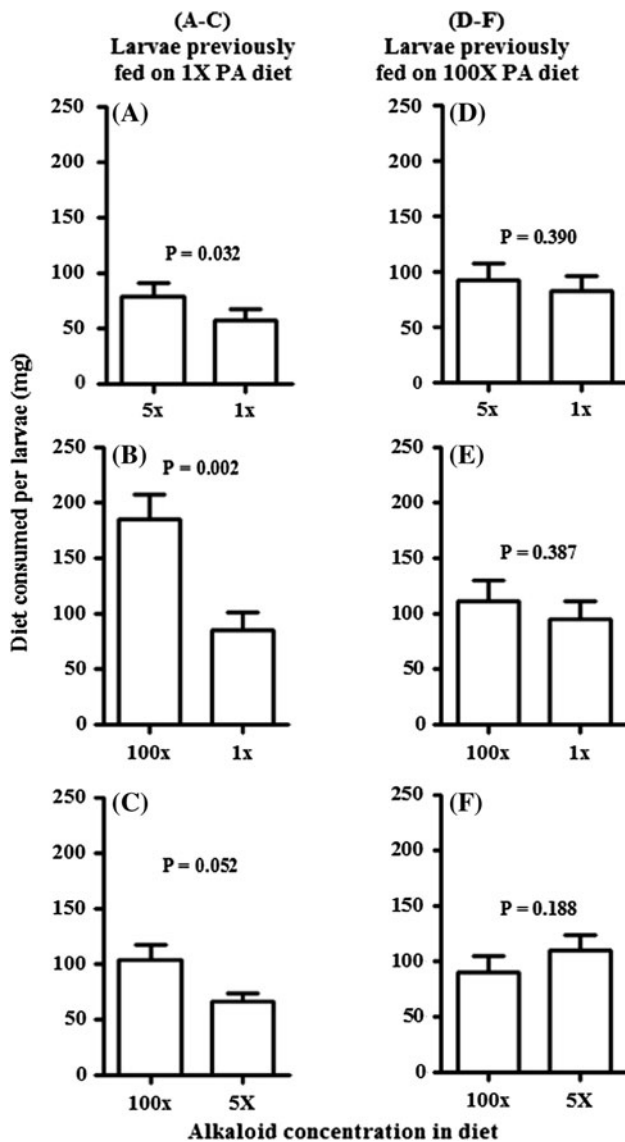 (A-C)
Larvae previously
fed on 1X PA diet
(D-F)
Larvae previously
fed on 100X PA diet
Diet consumed per larvae (mg)
(A)
250
200
150
100
50
0
P = 0.032
5x 1x
(D)
250
200
150
100
50
0
P = 0.390
5x 1x
(B)
250
200
150
100
50
0
P = 0.002
100x 1x
(E)
250
200
150
100
50
0
P = 0.387
100x 1x
(C)
250
200
150
100
50
0
P = 0.052
100x 5X
(F)
250
200
150
100
50
0
P = 0.188
100x 5X
Alkaloid concentration in diet